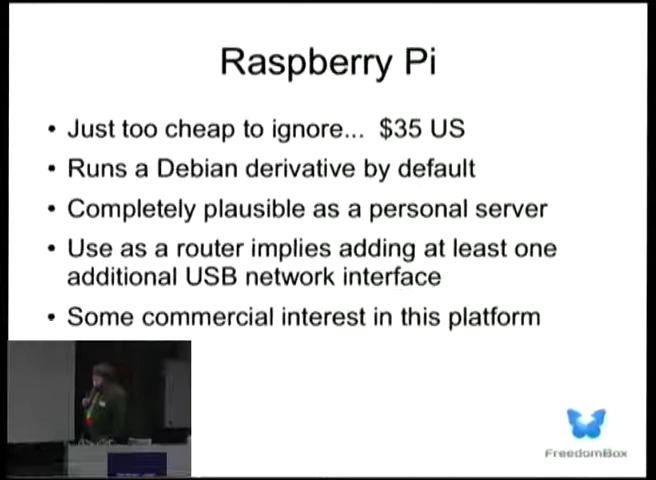 Raspberry Pi
• Just too cheap to ignore... $35 US
• Runs a Debian derivative by default
• Completely plausible as a personal server
• Use as a router implies adding at least one
additional USB network interface
• Some commercial interest in this platform
FreedomBox